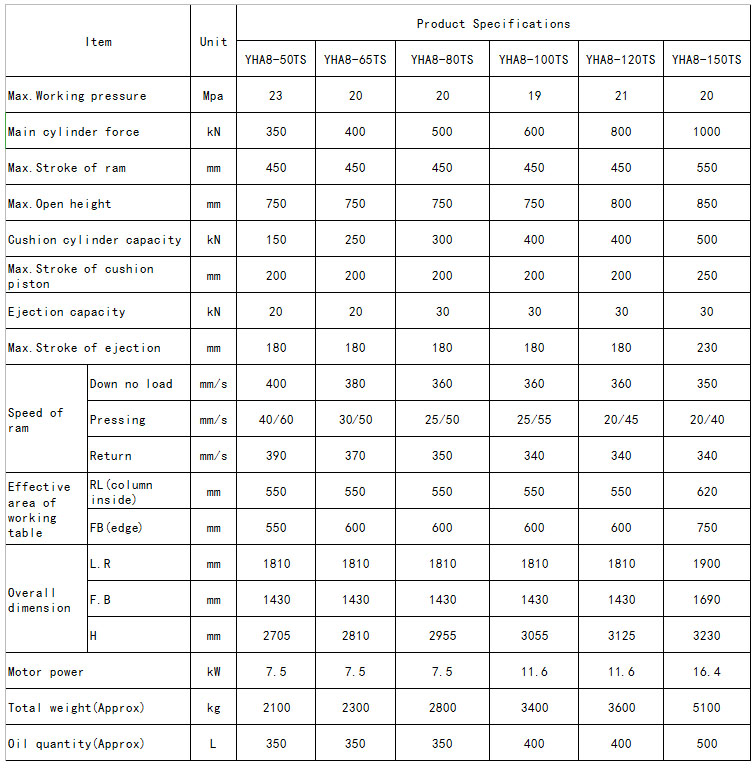 Item Unit Product Specifications
YHA8-50TS YHA8-65TS YHA8-80TS YHA8-100TS YHA8-120TS YHA8-150TS
Max.Working pressure Mpa 23 20 20 19 21 20
Main cylinder force kN 350 400 500 600 800 1000
Max.Stroke of ram mm 450 450 450 450 450 550
Max.Open height mm 750 750 750 750 800 850
Cushion cylinder capacity kN 150 250 300 400 400 500
Max.Stroke of cushion
piston mm 200 200 200 200 200 250
Ejection capacity kN 20 20 30 30 30 30
Max.Stroke of ejection mm 180 180 180 180 180 230
Speed of
ram
Down no load mm/s 400 380 360 360 360 350
Pressing mm/s 40/60 30/50 25/50 25/55 20/45 20/40
Return mm/s 390 370 350 340 340 340
Effective
area of
working
table
RL(column
inside) mm 550 550 550 550 550 620
FB(edge) mm 550 600 600 600 600 750
Overall
dimension
L.R mm 1810 1810 1810 1810 1810 1900
F.B mm 1430 1430 1430 1430 1430 1690
H mm 2705 2810 2955 3055 3125 3230
Motor power kW 7.5 7.5 7.5 11.6 11.6 16.4
Total weight(Approx) kg 2100 2300 2800 3400 3600 5100
Oil quantity(Approx) L 350 350 350 400 400 500